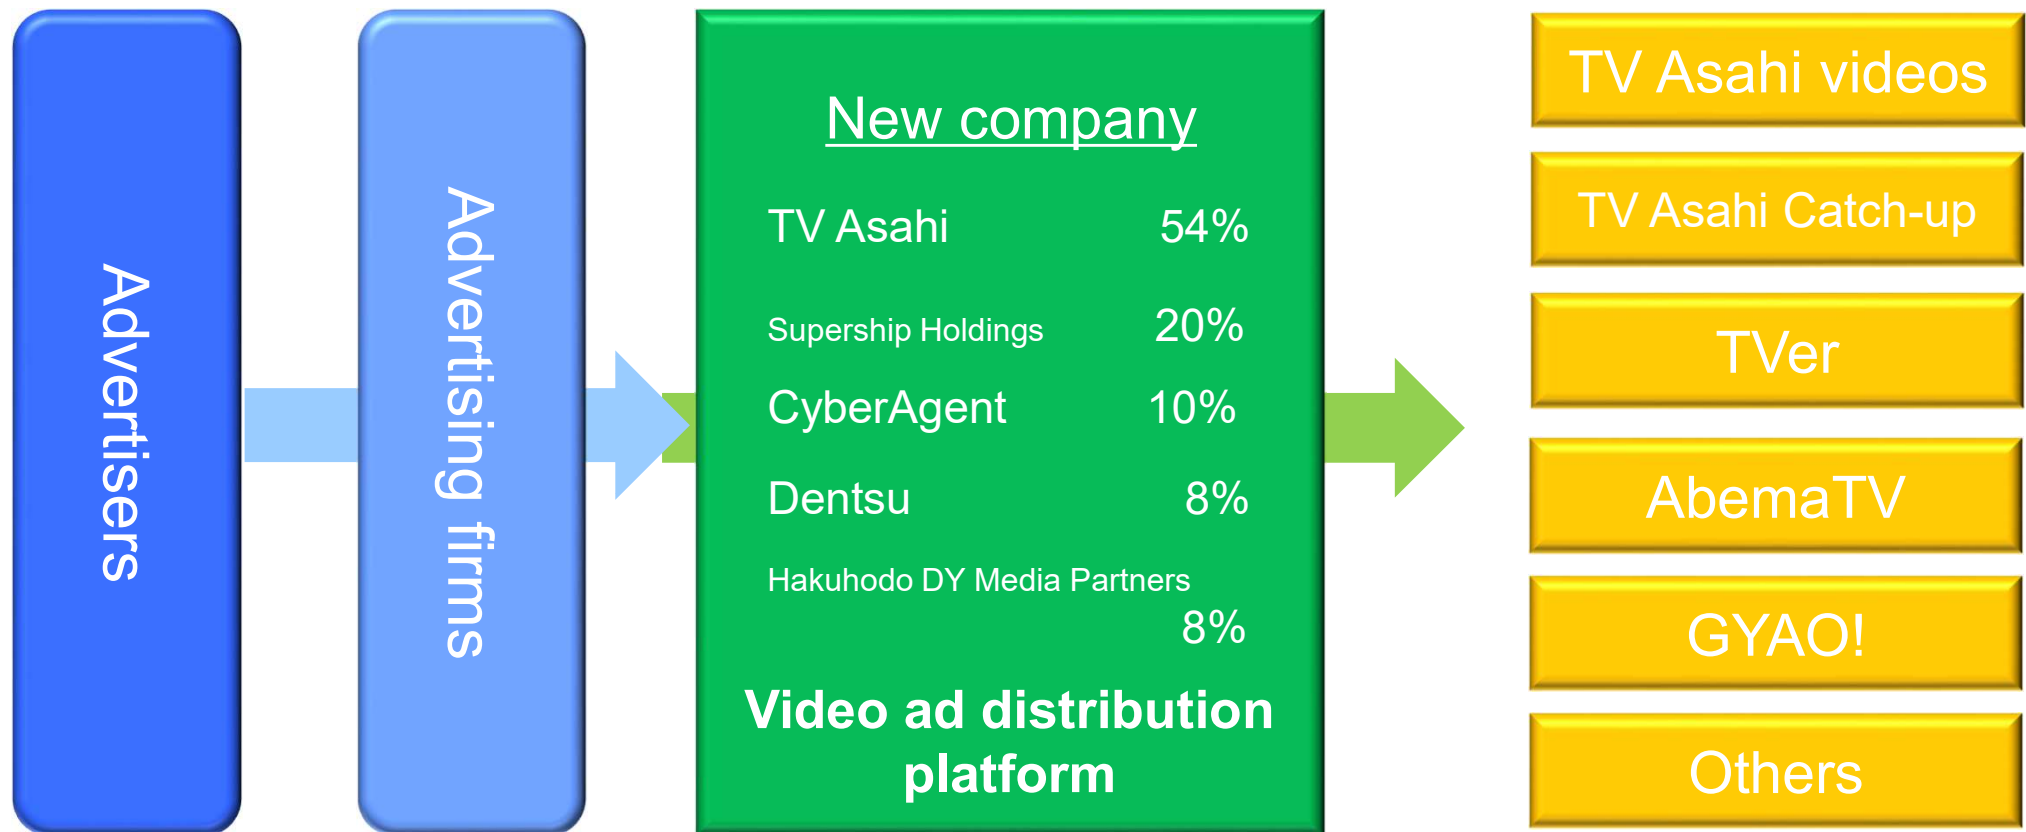 Advertisers
Advertising firms
New company
TV Asahi 54%
Supership Holdings 20%
CyberAgent 10%
Dentsu 8%
Hakuhodo DY Media Partners
8%
Video ad distribution
platform
TV Asahi videos
TV Asahi Catch-up
TVer
AbemaTV
GYAO!
Others